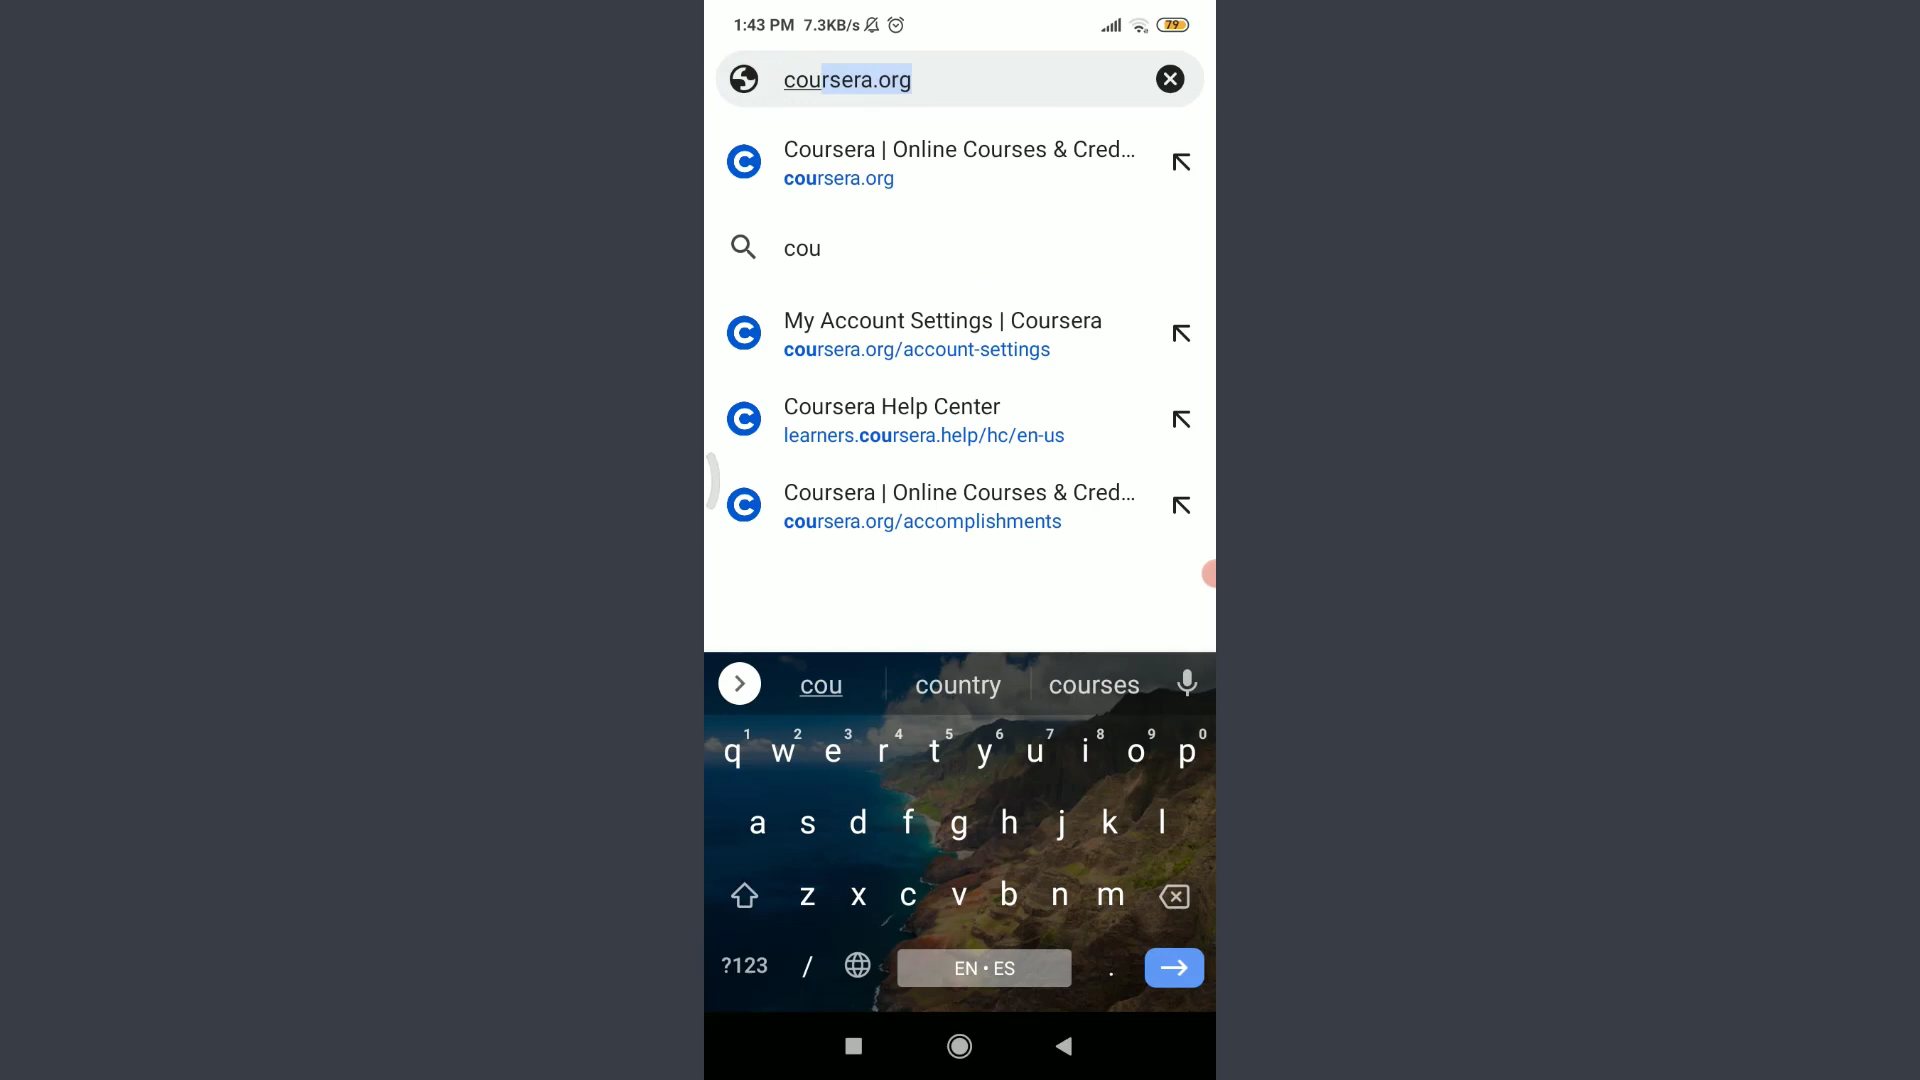 1:43 PM 7.3KB/s 79
coursera.org
Coursera | Online Courses & Cred...
coursera.org
cou
My Account Settings | Coursera
coursera.org/account-settings
Coursera Help Center
learners.coursera.help/hc/en-us
Coursera | Online Courses & Cred...
coursera.org/accomplishments
cou country courses
1 2 3 4 5 6 7 8 9 0
q w e r t y u i o p
a s d f g h j k l
z x c v b n m
?123 / EN • ES .